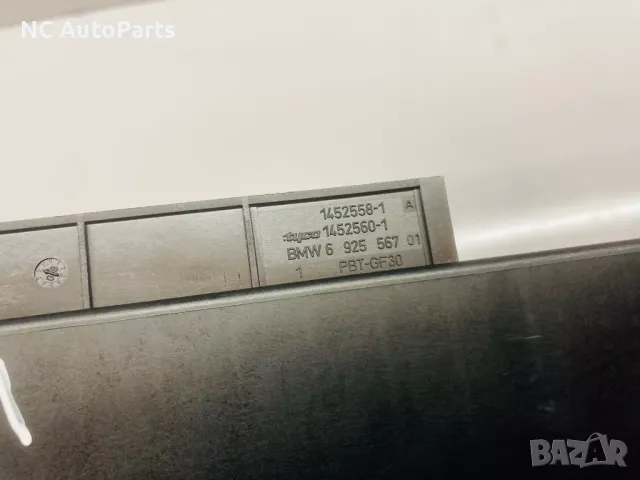 NC AutoParts
1452558-1 A
tyco 1452560-1
BMW 6 925 567 01
1 PBT-GF30
BAZAR